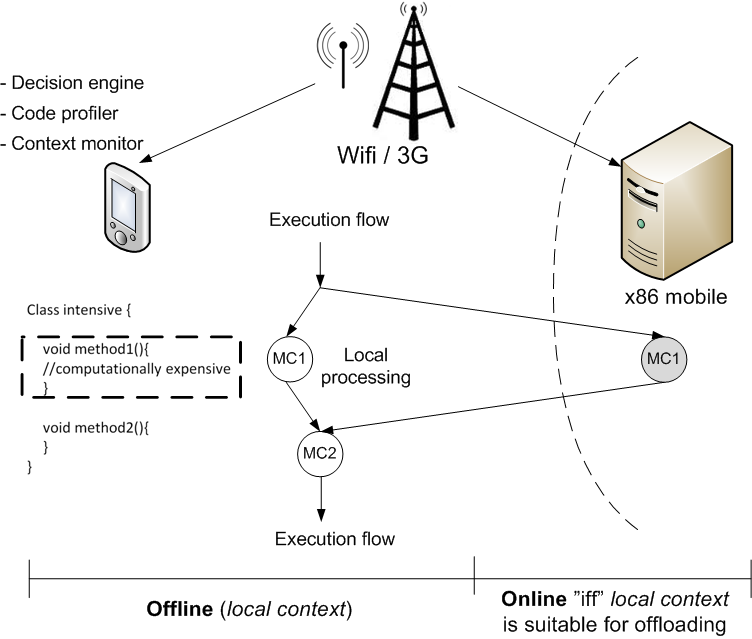 - Decision engine
- Code profiler
- Context monitor
Wifi / 3G
x86 mobile
Execution flow
Class intensive {
void method1(){
//computationally expensive
}
void method2(){
}
}
MC1
Local
processing
MC1
MC2
Execution flow
Offline (local context)
Online ”iff” local context
is suitable for offloading